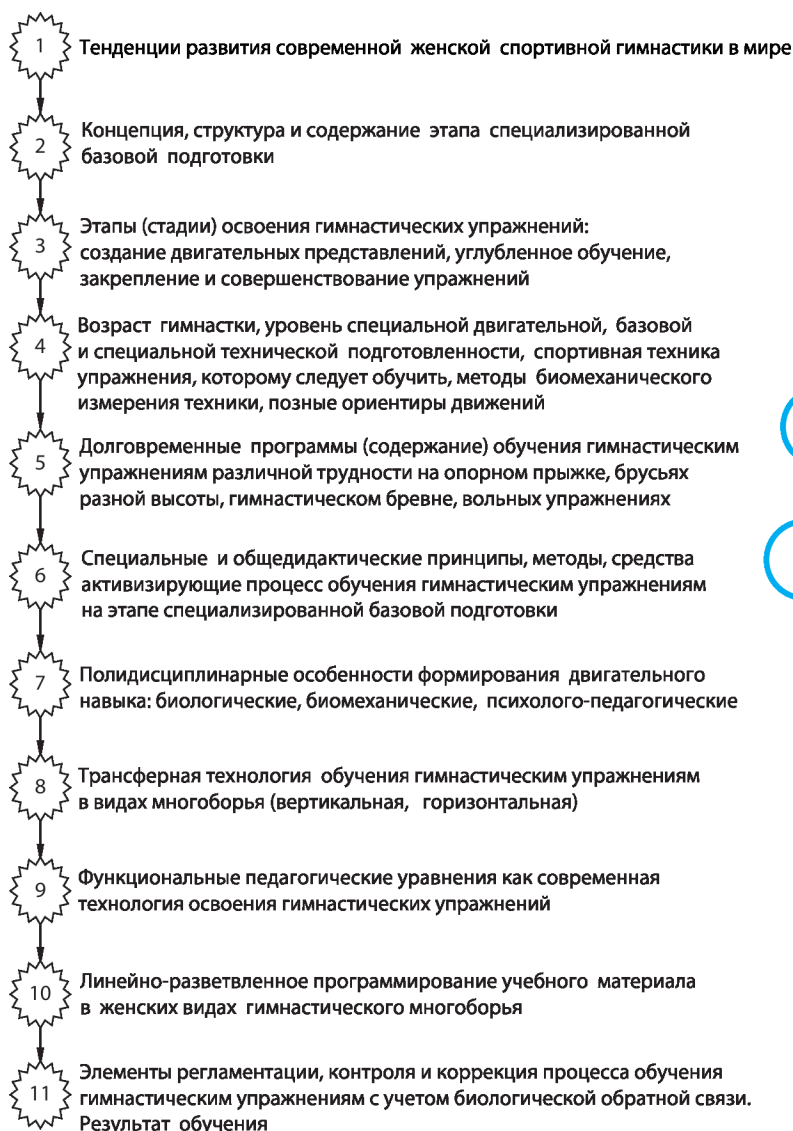 1 Тенденции развития современной женской спортивной гимнастики в мире
2 Концепция, структура и содержание этапа специализированной
базовой подготовки
3 Этапы (стадии) освоения гимнастических упражнений:
создание двигательных представлений, углубленное обучение,
закрепление и совершенствование упражнений
4 Возраст гимнастки, уровень специальной двигательной, базовой
и специальной технической подготовленности, спортивная техника
упражнения, которому следует обучить, методы биомеханического
измерения техники, позные ориентиры движений
5 Долговременные программы (содержание) обучения гимнастическим
упражнениям различной трудности на опорном прыжке, брусьях
разной высоты, гимнастическом бревне, вольных упражнениях
6 Специальные и общедидактические принципы, методы, средства
активизирующие процесс обучения гимнастическим упражнениям
на этапе специализированной базовой подготовки
7 Полидисциплинарные особенности формирования двигательного
навыка: биологические, биомеханические, психолого-педагогические
8 Трансферная технология обучения гимнастическим упражнениям
в видах многоборья (вертикальная, горизонтальная)
9 Функциональные педагогические уравнения как современная
технология освоения гимнастических упражнений
10 Линейно-разветвленное программирование учебного материала
в женских видах гимнастического многоборья
11 Элементы регламентации, контроля и коррекция процесса обучения
гимнастическим упражнениям с учетом биологической обратной связи.
Результат обучения